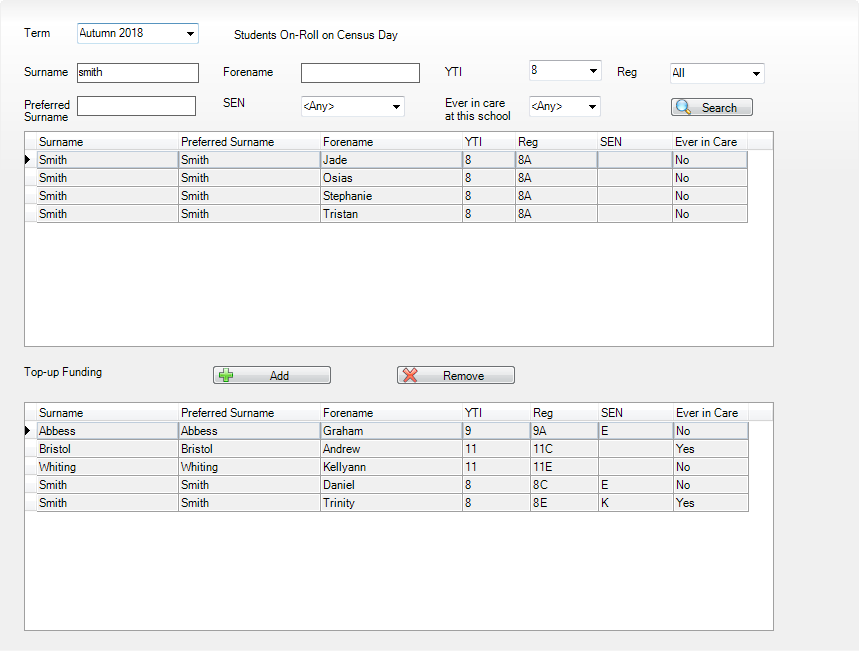 Term Autumn 2018 Students On-Roll on Census Day
Surname smith Forename YTI 8 Reg All
Preferred Surname SEN <Any> Ever in care at this school <Any> Search
Surname Preferred Surname Forename YTI Reg SEN Ever in Care
Smith Smith Jade 8 8A No
Smith Smith Osias 8 8A No
Smith Smith Stephanie 8 8A No
Smith Smith Tristan 8 8A No
Top-up Funding Add Remove
Surname Preferred Surname Forename YTI Reg SEN Ever in Care
Abbess Abbess Graham 9 9A E No
Bristol Bristol Andrew 11 11C Yes
Whiting Whiting Kellyann 11 11E No
Smith Smith Daniel 8 8C E No
Smith Smith Trinity 8 8E K Yes